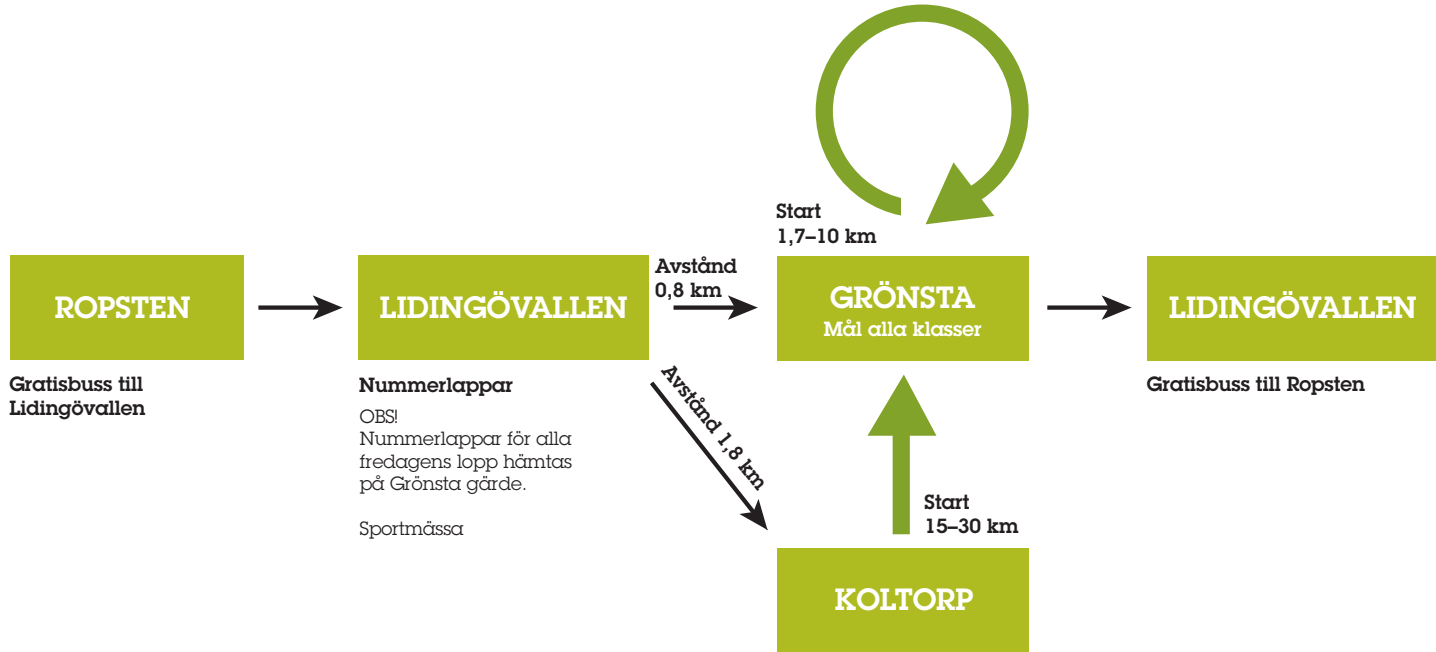 ROPSTEN
Gratisbuss till
Lidingövallen
LIDINGÖVALLEN
Nummerlappar
OBS!
Nummerlappar för alla
fredagens lopp hämtas
på Grönsta gärde.
Sportmässa
Avstånd
0,8 km
Avstånd 1,8 km
Start
1,7–10 km
GRÖNSTA
Mål alla klasser
Start
15–30 km
KOLTORP
LIDINGÖVALLEN
Gratisbuss till Ropsten